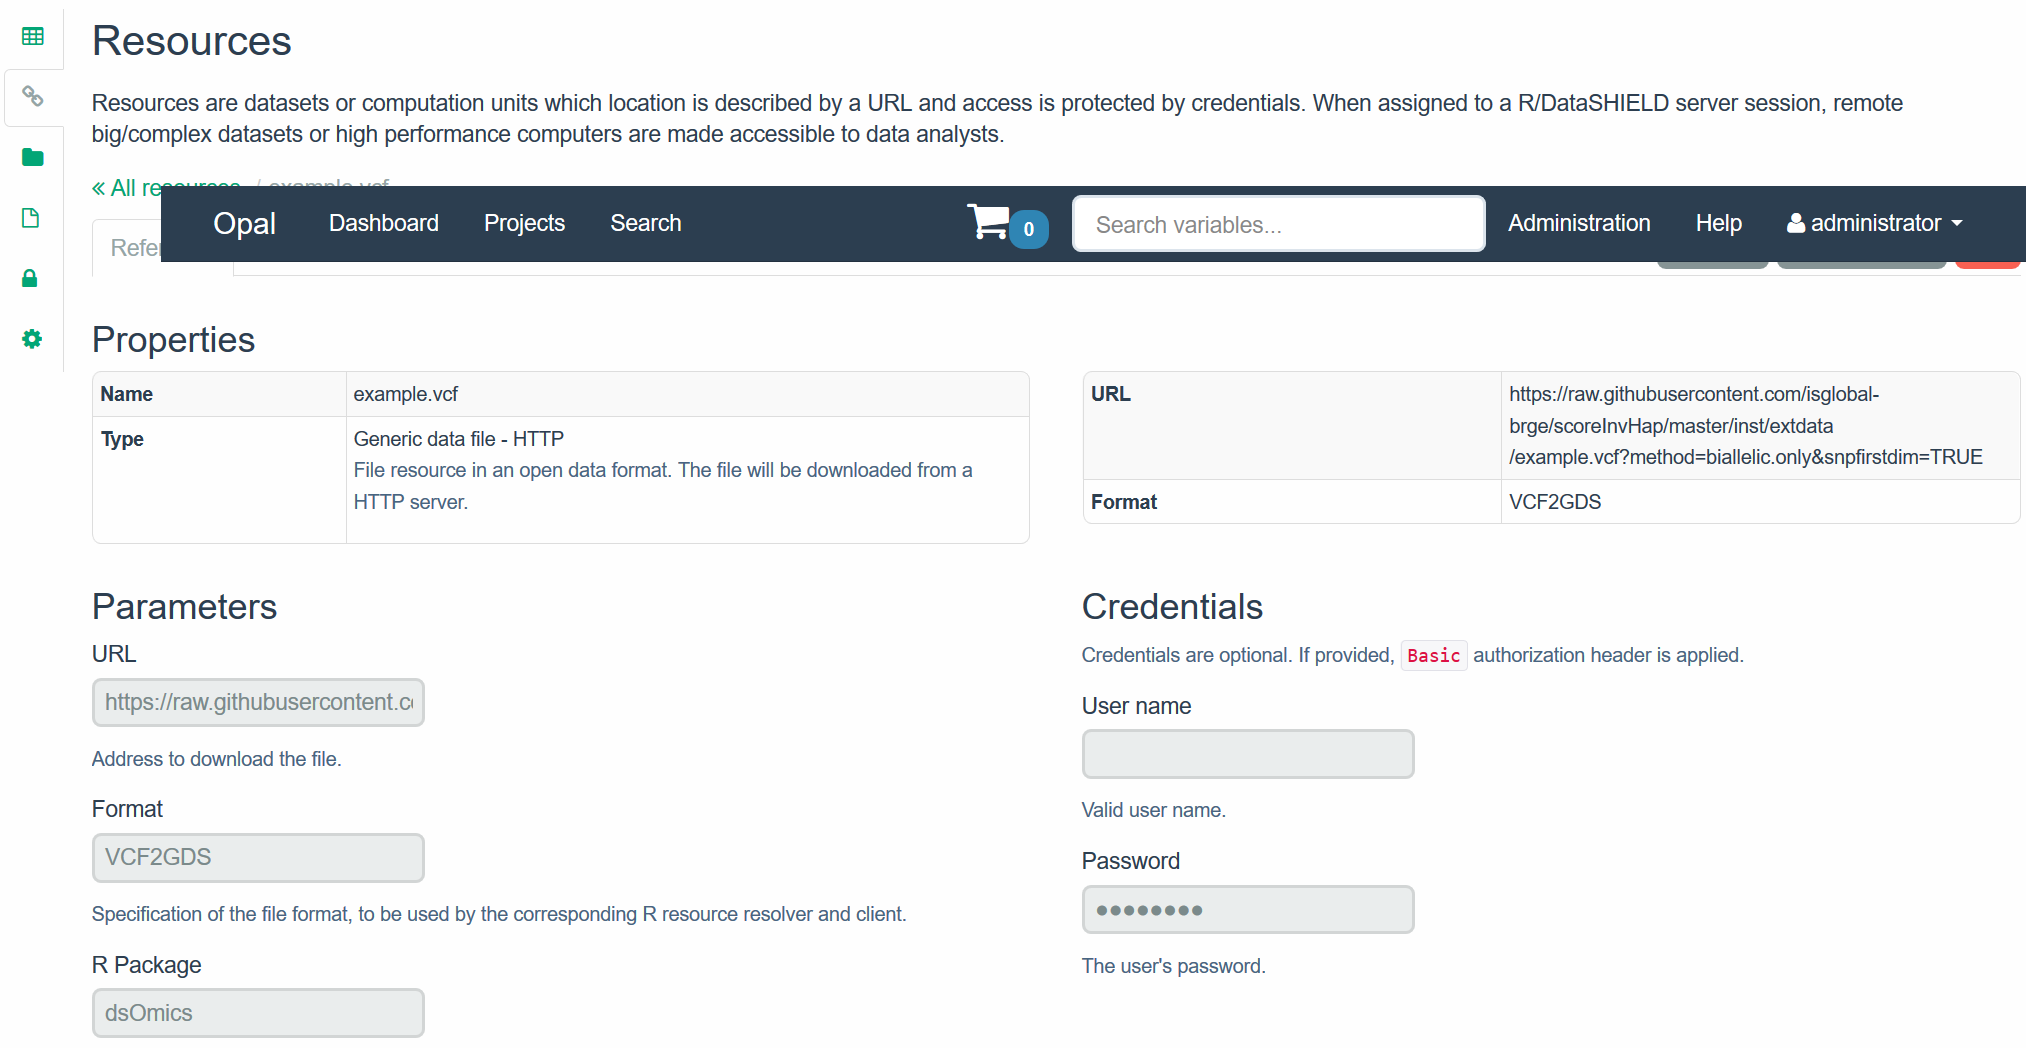 Resources
Resources are datasets or computation units which location is described by a URL and access is protected by credentials. When assigned to a R/DataSHIELD server session, remote
big/complex datasets or high performance computers are made accessible to data analysts.
« All resources / example.vcf
Opal Dashboard Projects Search 0 Search variables... Administration Help administrator
Refer
Properties
Name example.vcf
Type Generic data file - HTTP
File resource in an open data format. The file will be downloaded from a
HTTP server.
URL https://raw.githubusercontent.com/isglobal-
brge/scoreInvHap/master/inst/extdata
/example.vcf?method=biallelic.only&snpfirstdim=TRUE
Format VCF2GDS
Parameters
URL
https://raw.githubusercontent.co
Address to download the file.
Format
VCF2GDS
Specification of the file format, to be used by the corresponding R resource resolver and client.
R Package
dsOmics
Credentials
Credentials are optional. If provided, Basic authorization header is applied.
User name
Valid user name.
Password
●●●●●●●●
The user's password.